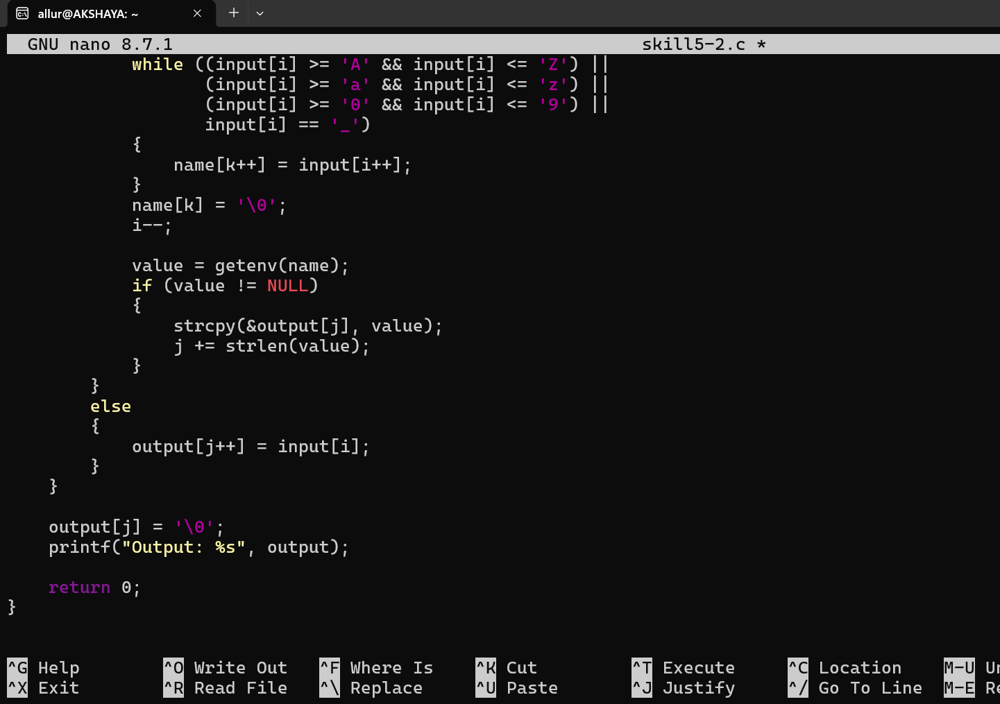 allur@AKSHAYA: ~
GNU nano 8.7.1 skill5-2.c *
while ((input[i] >= 'A' && input[i] <= 'Z') ||
(input[i] >= 'a' && input[i] <= 'z') ||
(input[i] >= '0' && input[i] <= '9') ||
input[i] == '_')
{
name[k++] = input[i++];
}
name[k] = '\0';
i--;
value = getenv(name);
if (value != NULL)
{
strcpy(&output[j], value);
j += strlen(value);
}
}
else
{
output[j++] = input[i];
}
}
output[j] = '\0';
printf("Output: %s", output);
return 0;
}
^G Help ^O Write Out ^F Where Is ^K Cut ^T Execute ^C Location M-U
^X Exit ^R Read File ^\ Replace ^U Paste ^J Justify ^/ Go To Line M-E